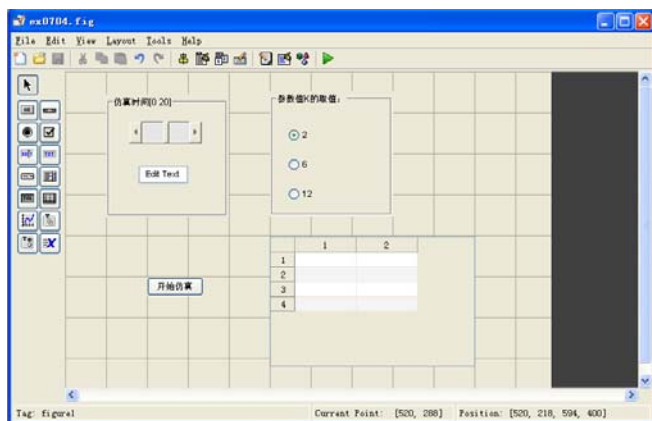 ex0704.fig
File Edit View Layout Tools Help
仿真时间[0 20]
Edit Text
参数值K的取值：
2
6
12
开始仿真
1 2
1
2
3
4
Tag: figure1
Current Point: [520, 288]
Position: [520, 218, 594, 400]